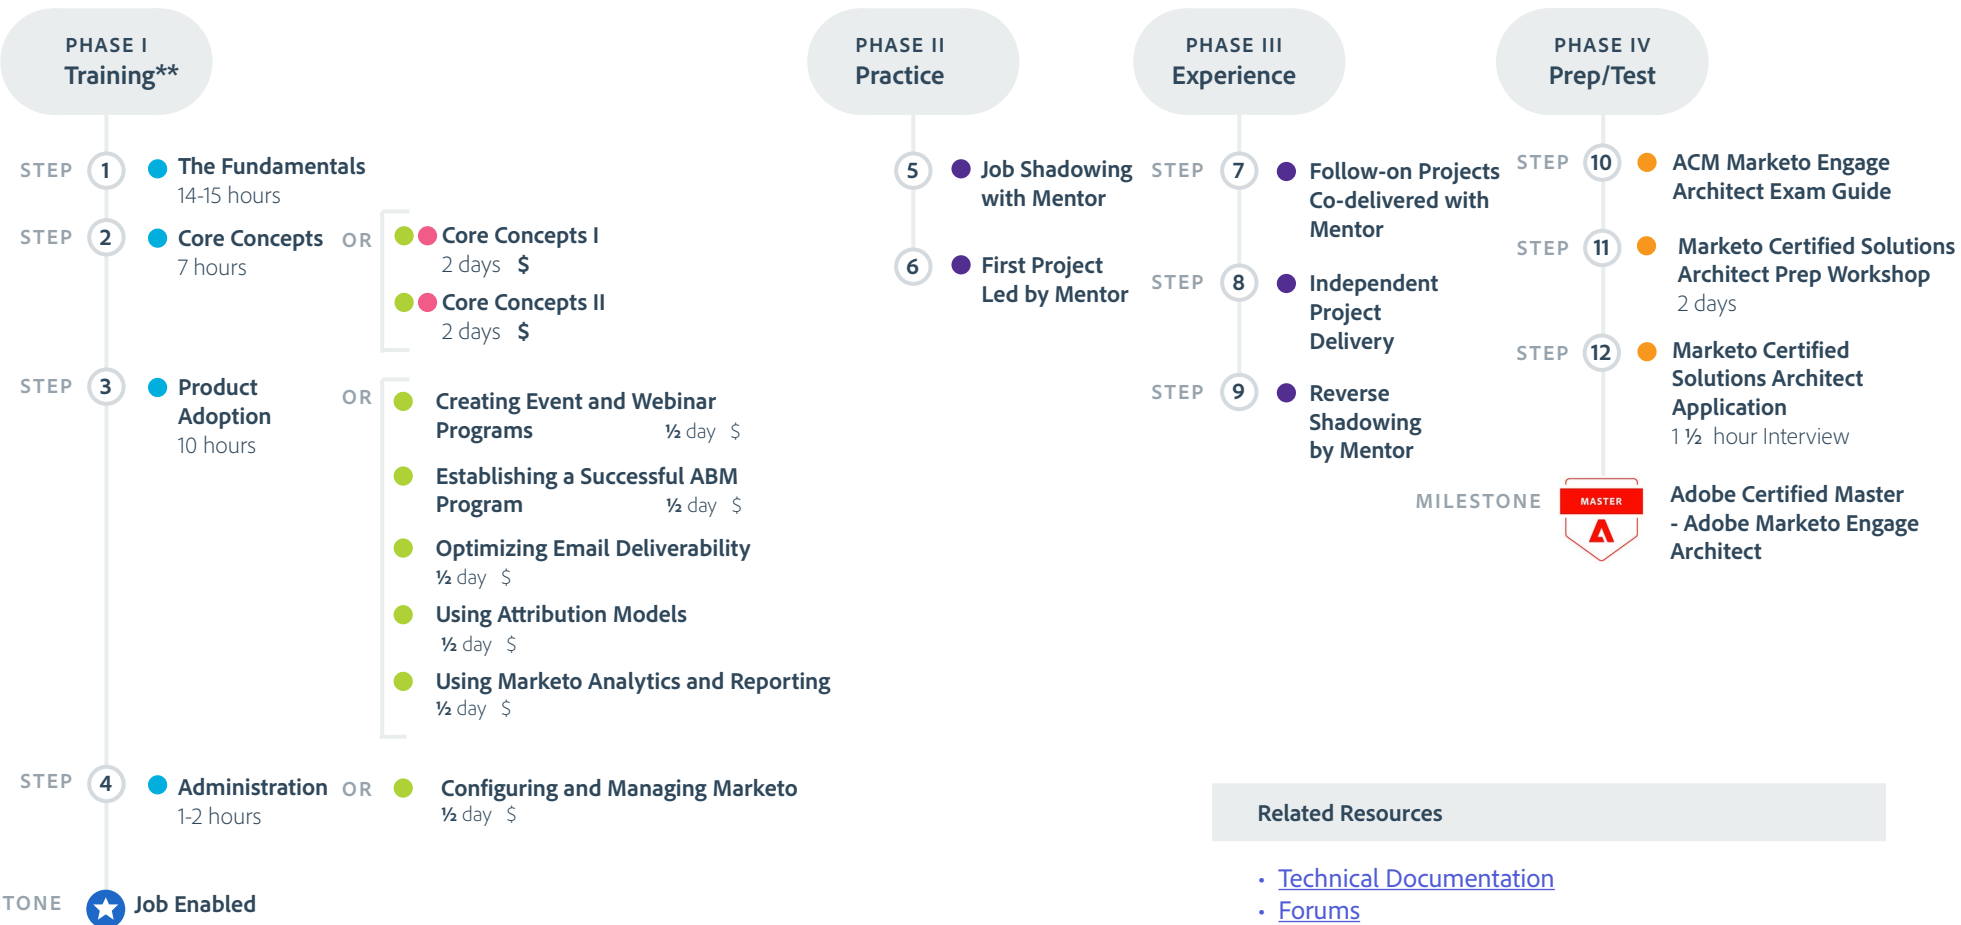 PHASE I
Training**
STEP 1 The Fundamentals
14-15 hours
STEP 2 Core Concepts OR
7 hours
Core Concepts I
2 days $
Core Concepts II
2 days $
STEP 3 Product
Adoption
10 hours
OR
Creating Event and Webinar
Programs ½ day $
Establishing a Successful ABM
Program ½ day $
Optimizing Email Deliverability
½ day $
Using Attribution Models
½ day $
Using Marketo Analytics and Reporting
½ day $
STEP 4 Administration OR
1-2 hours
Configuring and Managing Marketo
½ day $
TONE Job Enabled
PHASE II
Practice
5 Job Shadowing
with Mentor
6 First Project
Led by Mentor
PHASE III
Experience
STEP 7 Follow-on Projects
Co-delivered with
Mentor
STEP 8 Independent
Project
Delivery
STEP 9 Reverse
Shadowing
by Mentor
PHASE IV
Prep/Test
STEP 10 ACM Marketo Engage
Architect Exam Guide
STEP 11 Marketo Certified Solutions
Architect Prep Workshop
2 days
STEP 12 Marketo Certified
Solutions Architect
Application
1 ½ hour Interview
MILESTONE MASTER Adobe Certified Master
- Adobe Marketo Engage
Architect
Related Resources
• Technical Documentation
• Forums